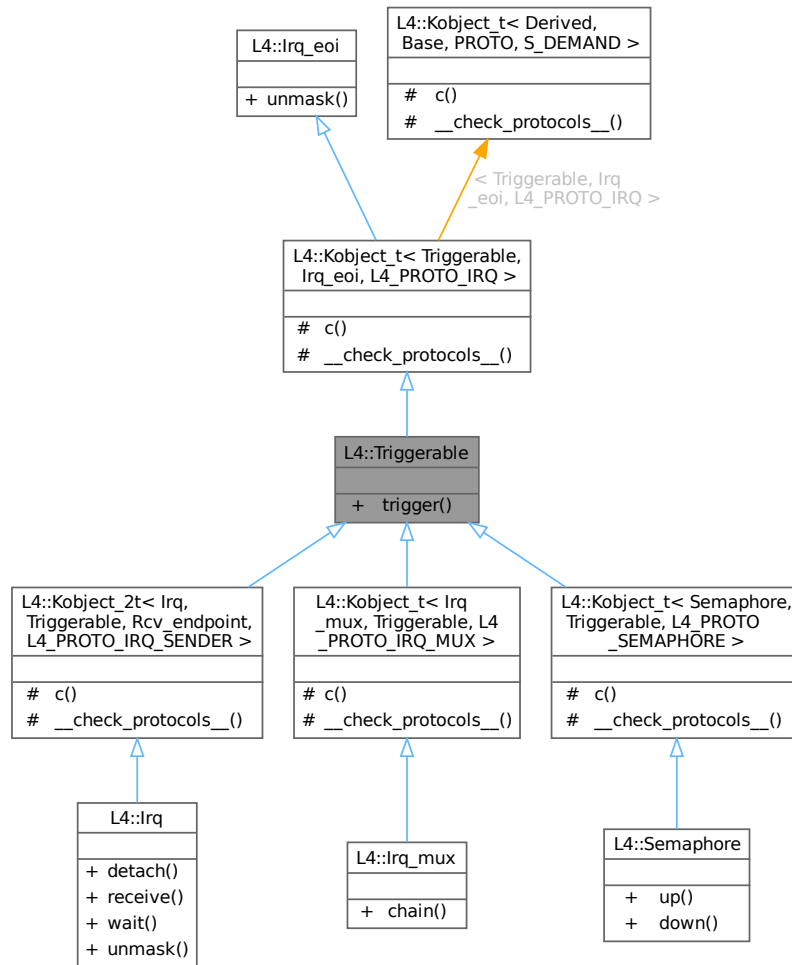 L4::Irq_eoi
+ unmask()
L4::Kobject_t< Derived,
Base, PROTO, S_DEMAND >
# c()
# __check_protocols__()
< Triggerable, Irq
_eoi, L4_PROTO_IRQ >
L4::Kobject_t< Triggerable,
Irq_eoi, L4_PROTO_IRQ >
# c()
# __check_protocols__()
L4::Triggerable
+ trigger()
L4::Kobject_2t< Irq,
Triggerable, Rcv_endpoint,
L4_PROTO_IRQ_SENDER >
# c()
# __check_protocols__()
L4::Kobject_t< Irq
_mux, Triggerable, L4
_PROTO_IRQ_MUX >
# c()
# __check_protocols__()
L4::Kobject_t< Semaphore,
Triggerable, L4_PROTO
_SEMAPHORE >
# c()
# __check_protocols__()
L4::Irq
+ detach()
+ receive()
+ wait()
+ unmask()
L4::Irq_mux
+ chain()
L4::Semaphore
+ up()
+ down()